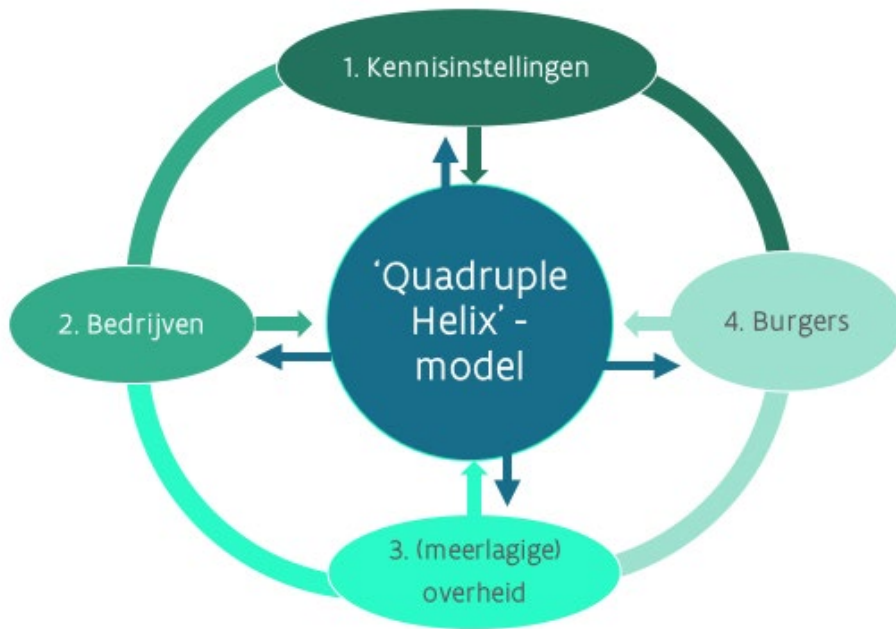 1. Kennisinstellingen
‘Quadruple
Helix’ -
model
2. Bedrijven
4. Burgers
3. (meerlagige)
overheid